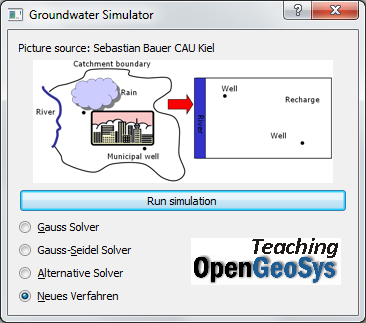 Groundwater Simulator
Picture source: Sebastian Bauer CAU Kiel
Catchment boundary
Rain
River
Municipal well
River
Well
Recharge
Well
Run simulation
Gauss Solver
Gauss-Seidel Solver
Alternative Solver
Neues Verfahren
Teaching
OpenGeoSys